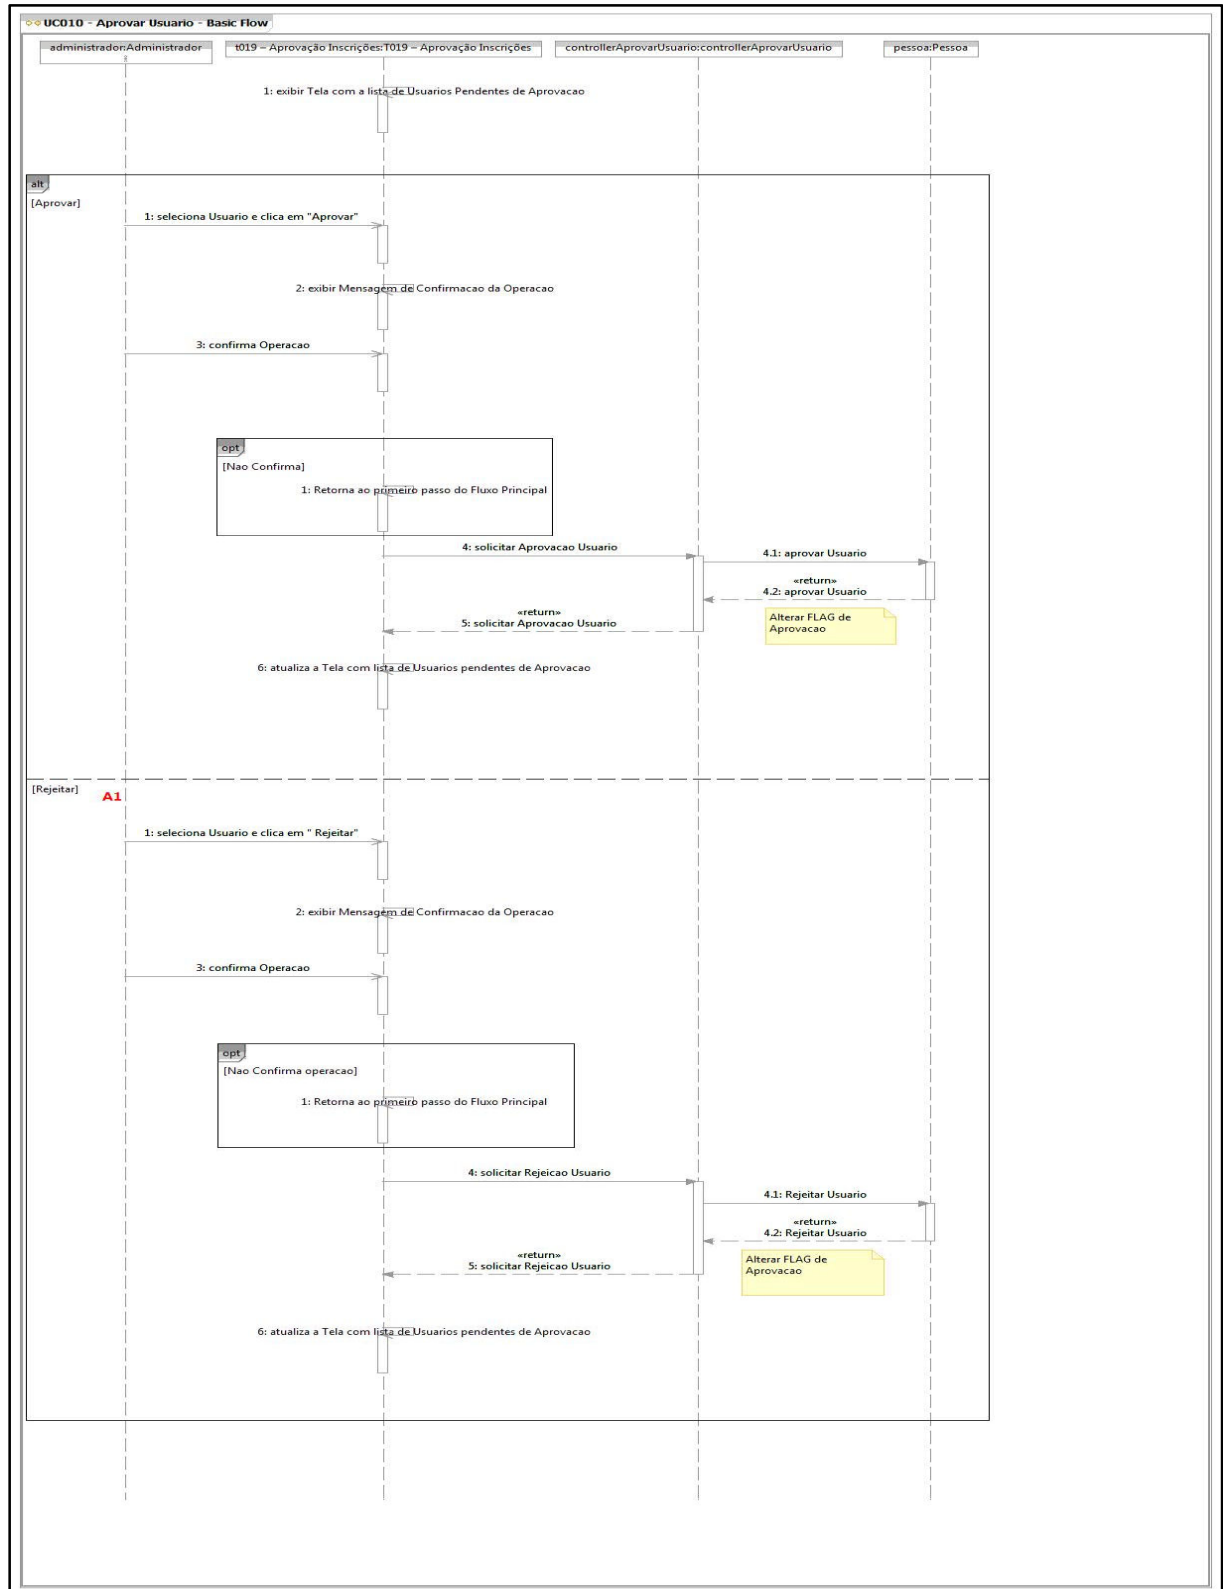 UC010 - Aprovar Usuario - Basic Flow
administrador:Administrador
t019 – Aprovação Inscrições:T019 – Aprovação Inscrições
controllerAprovarUsuario:controllerAprovarUsuario
pessoa:Pessoa
1: exibir Tela com a lista de Usuarios Pendentes de Aprovacao
alt
[Aprovar]
1: seleciona Usuario e clica em "Aprovar"
2: exibir Mensagem de Confirmacao da Operacao
3: confirma Operacao
opt
[Nao Confirma]
1: Retorna ao primeiro passo do Fluxo Principal
4: solicitar Aprovacao Usuario
4.1: aprovar Usuario
«return»
4.2: aprovar Usuario
«return»
5: solicitar Aprovacao Usuario
Alterar FLAG de
Aprovacao
6: atualiza a Tela com lista de Usuarios pendentes de Aprovacao
[Rejeitar]
A1
1: seleciona Usuario e clica em " Rejeitar"
2: exibir Mensagem de Confirmacao da Operacao
3: confirma Operacao
opt
[Nao Confirma operacao]
1: Retorna ao primeiro passo do Fluxo Principal
4: solicitar Rejeicao Usuario
4.1: Rejeitar Usuario
«return»
4.2: Rejeitar Usuario
«return»
5: solicitar Rejeicao Usuario
Alterar FLAG de
Aprovacao
6: atualiza a Tela com lista de Usuarios pendentes de Aprovacao